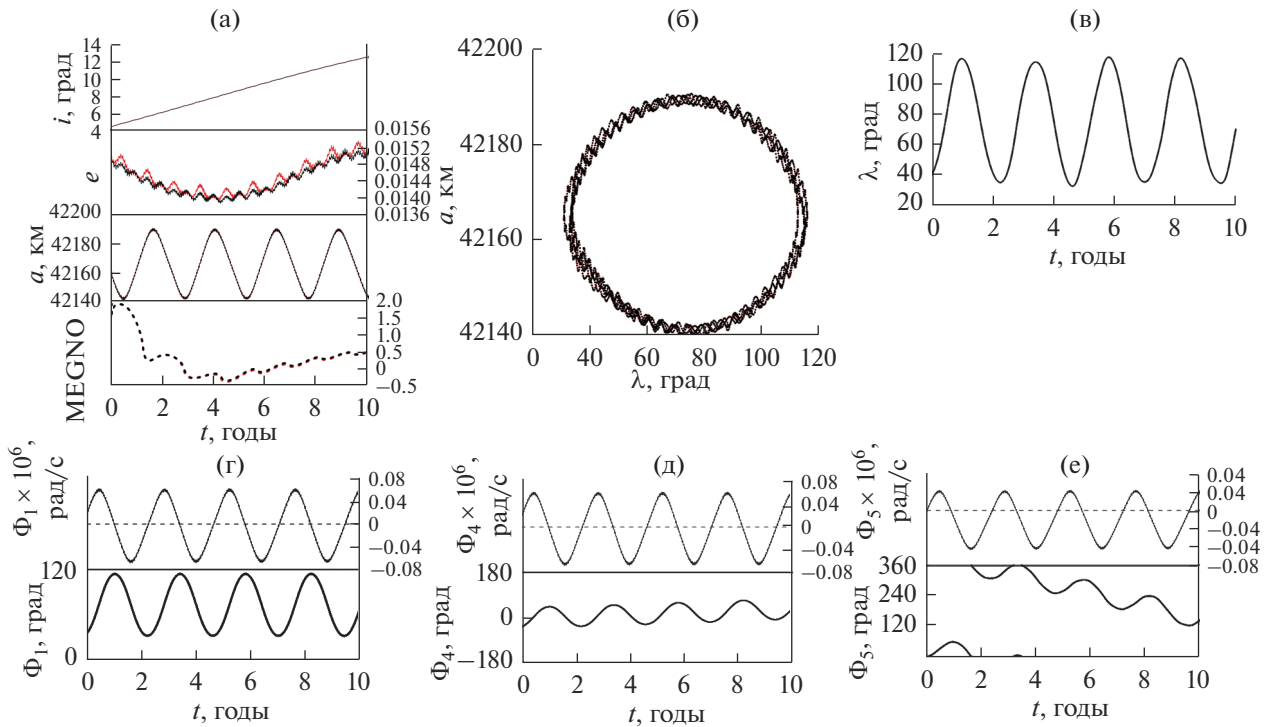 (а)
14
12
10
8
6
4
i, град
0.0156
0.0152
0.0148
0.0144
0.0140
0.0136
e
42200
42180
42160
42140
a, км
2.0
1.5
1.0
0.5
0
−0.5
MEGNO
0 2 4 6 8 10
t, годы
(б)
42200
42180
42160
42140
a, км
0 20 40 60 80 100 120
λ, град
(в)
120
100
80
60
40
20
λ, град
0 2 4 6 8 10
t, годы
(г)
Φ1 × 10⁶,
рад/с
0.08
0.04
0
−0.04
−0.08
120
0
Φ1, град
0 2 4 6 8 10
t, годы
(д)
Φ4 × 10⁶,
рад/с
0.08
0.04
0
−0.04
−0.08
180
0
−180
Φ4, град
0 2 4 6 8 10
t, годы
(е)
Φ5 × 10⁶,
рад/с
0.04
0.04
0
−0.04
−0.04
−0.08
360
240
120
Φ5, град
0 2 4 6 8 10
t, годы